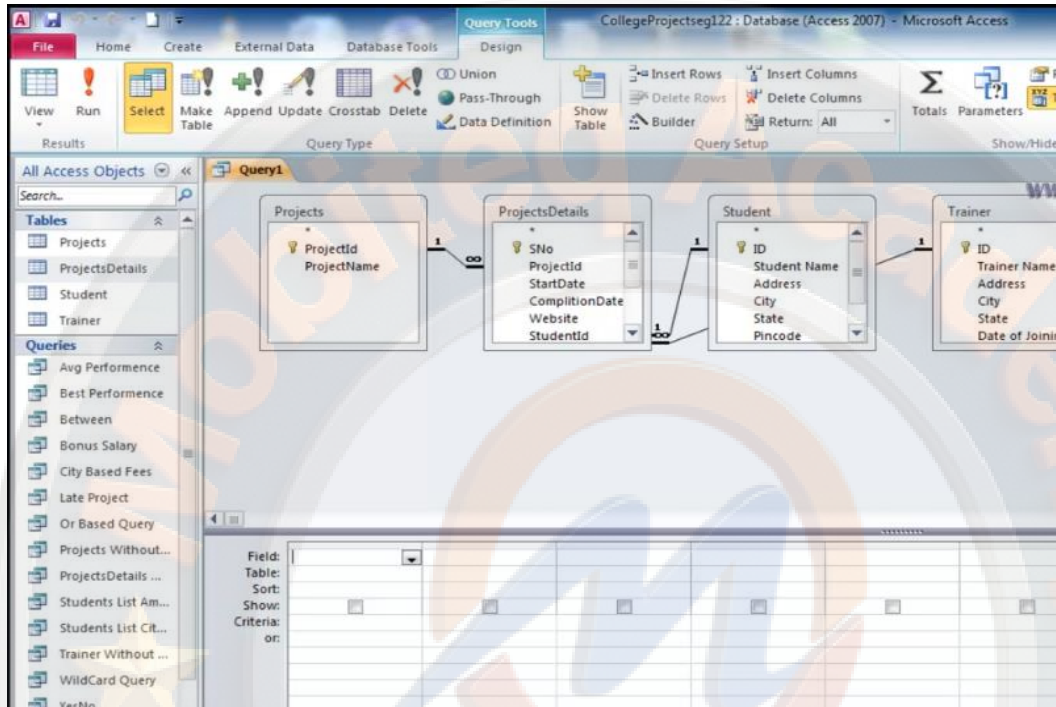 Query Tools
CollegeProjectseg122 : Database (Access 2007) - Microsoft Access
File Home Create External Data Database Tools Design
View
Run
Select
Make Table
Append
Update
Crosstab
Delete
Union
Pass-Through
Data Definition
Show Table
Insert Rows
Delete Rows
Builder
Insert Columns
Delete Columns
Return: All
Σ
Totals
Parameters
Results
Query Type
Query Setup
Show/Hide
All Access Objects
Search...
Tables
Projects
ProjectsDetails
Student
Trainer
Queries
Avg Performence
Best Performence
Between
Bonus Salary
City Based Fees
Late Project
Or Based Query
Projects Without...
ProjectsDetails ...
Students List Am...
Students List Cit...
Trainer Without ...
WildCard Query
YesNo
Query1
Projects
*
ProjectId
ProjectName
1
∞
ProjectsDetails
*
SNo
ProjectId
StartDate
ComplitionDate
Website
StudentId
1
1
∞
Student
*
ID
Student Name
Address
City
State
Pincode
1
Trainer
*
ID
Trainer Name
Address
City
State
Date of Joinin
Field:
Table:
Sort:
Show:
Criteria:
or: